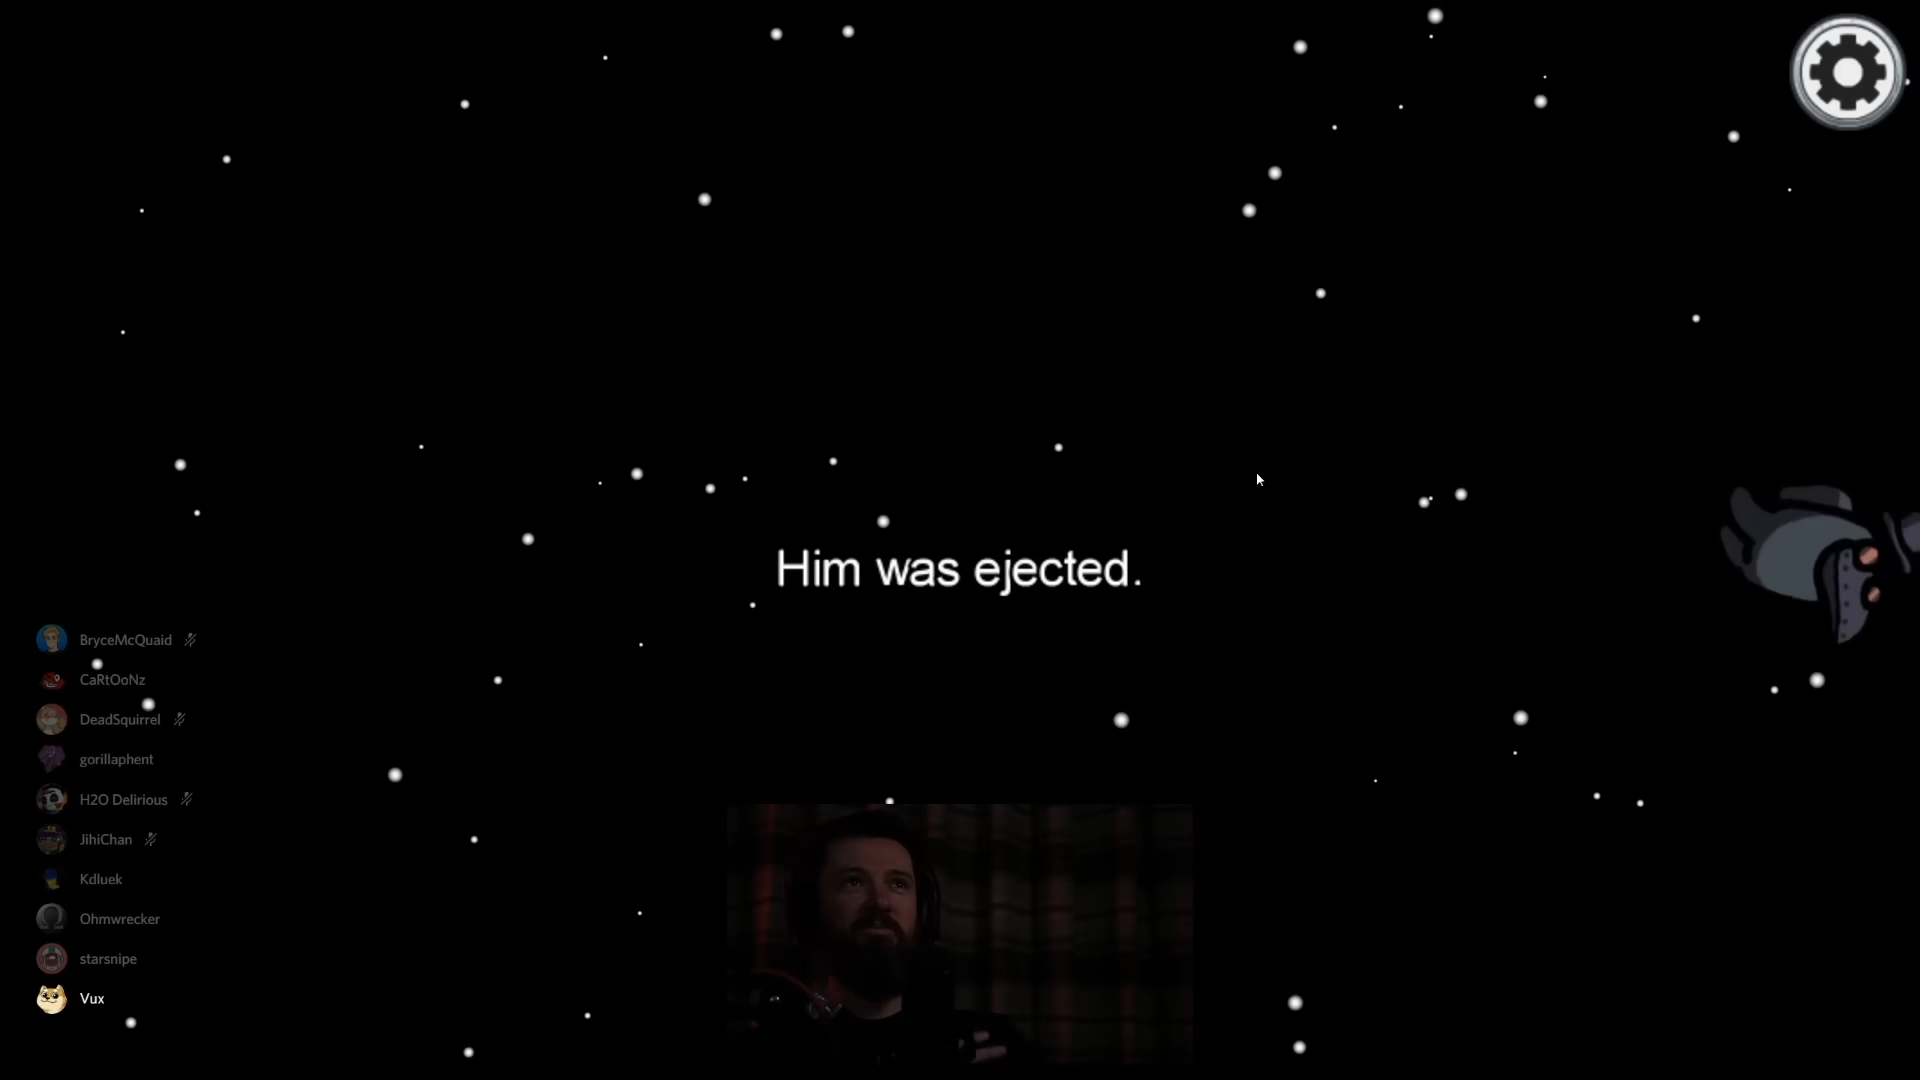 Him was ejected.
BryceMcQuaid
CaRtOoNz
DeadSquirrel
gorillaphent
H2O Delirious
JihiChan
Kdluek
Ohmwrecker
starsnipe
Vux